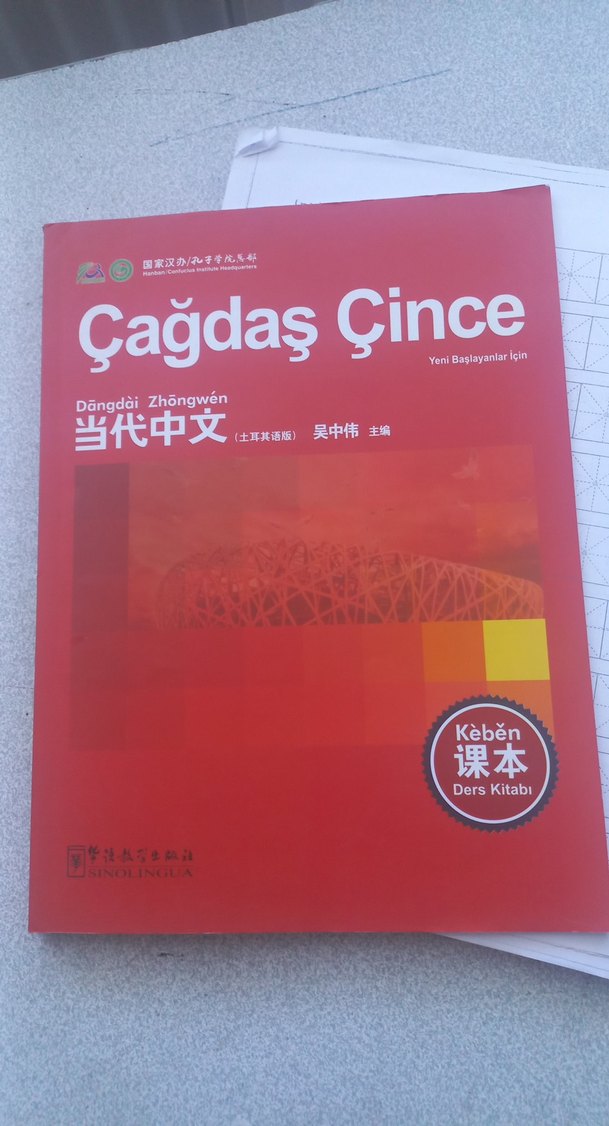 国家汉办/孔子学院总部
Hanban/Confucius Institute Headquarters
Çağdaş Çince
Yeni Başlayanlar İçin
Dāngdài Zhōngwén
当代中文（土耳其语版） 吴中伟 主编
Kèběn
课本
Ders Kitabı
华语教学出版社
SINOLINGUA